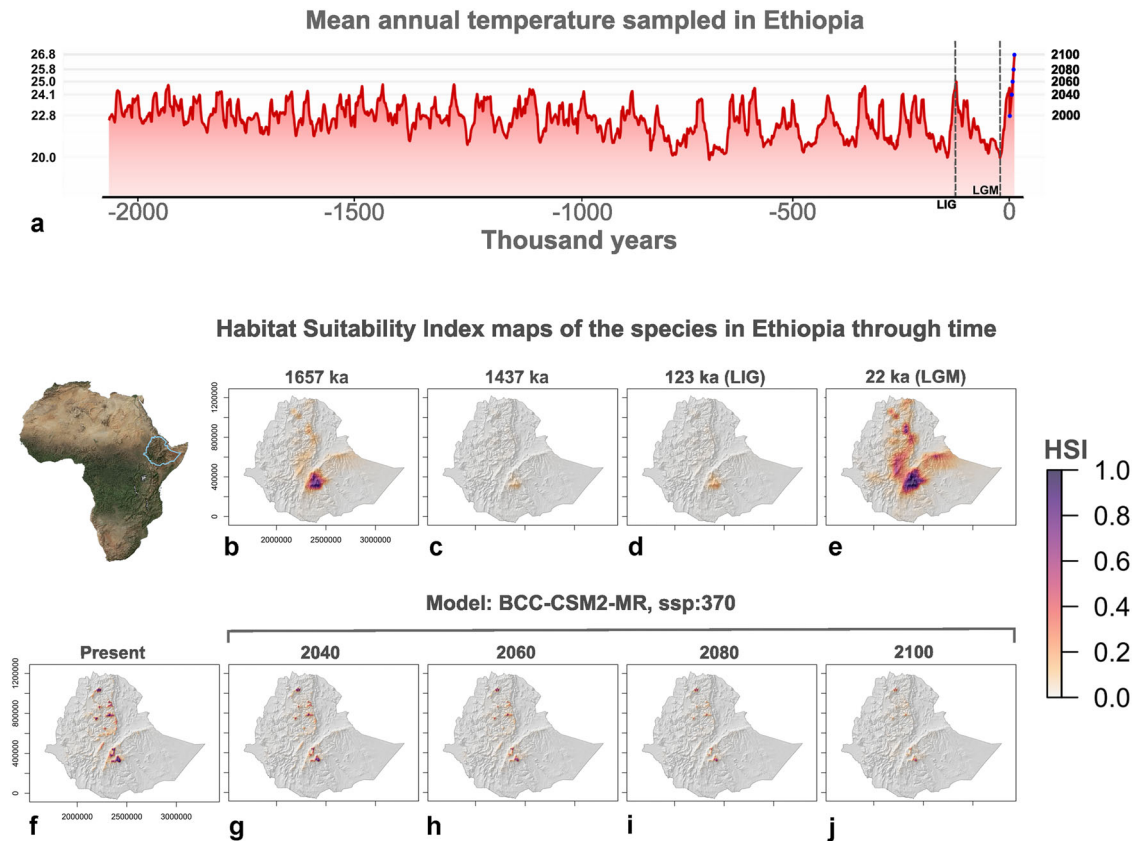 Mean annual temperature sampled in Ethiopia
26.8
25.8
25.0
24.1
22.8
20.0
2100
2080
2060
2040
2000
LIG
LGM
-2000 -1500 -1000 -500 0
a
Thousand years
Habitat Suitability Index maps of the species in Ethiopia through time
1657 ka 1437 ka 123 ka (LIG) 22 ka (LGM)
1200000
800000
400000
0
2000000 2500000 3000000
b c d e
HSI
1.0
0.8
0.6
0.4
0.2
0.0
Model: BCC-CSM2-MR, ssp:370
Present 2040 2060 2080 2100
1200000
800000
400000
0
2000000 2500000 3000000
f g h i j